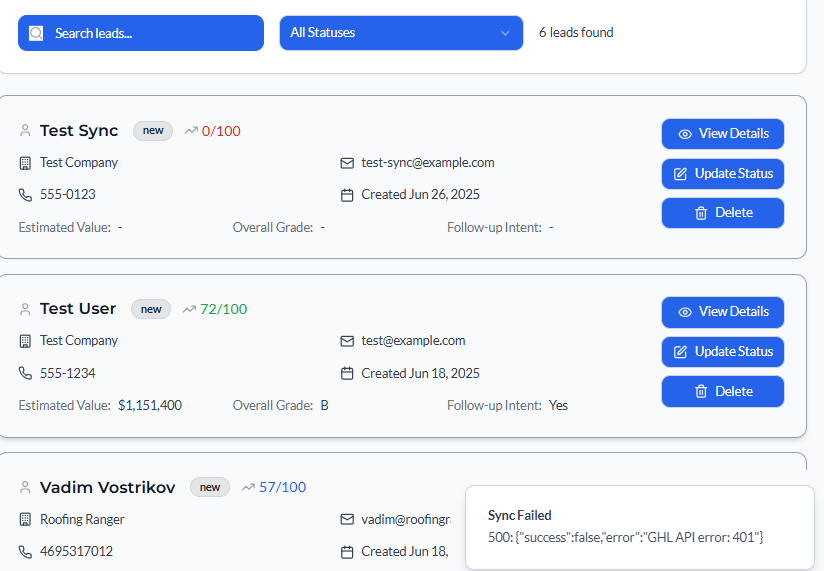 Search leads...
All Statuses
6 leads found
Test Sync new 0/100
View Details
Test Company
test-sync@example.com
Update Status
555-0123
Created Jun 26, 2025
Delete
Estimated Value: -
Overall Grade: -
Follow-up Intent: -
Test User new 72/100
View Details
Test Company
test@example.com
Update Status
555-1234
Created Jun 18, 2025
Delete
Estimated Value: $1,151,400
Overall Grade: B
Follow-up Intent: Yes
Vadim Vostrikov new 57/100
Roofing Ranger
vadim@roofingr
4695317012
Created Jun 18,
Sync Failed
500: {"success":false,"error":"GHL API error: 401"}